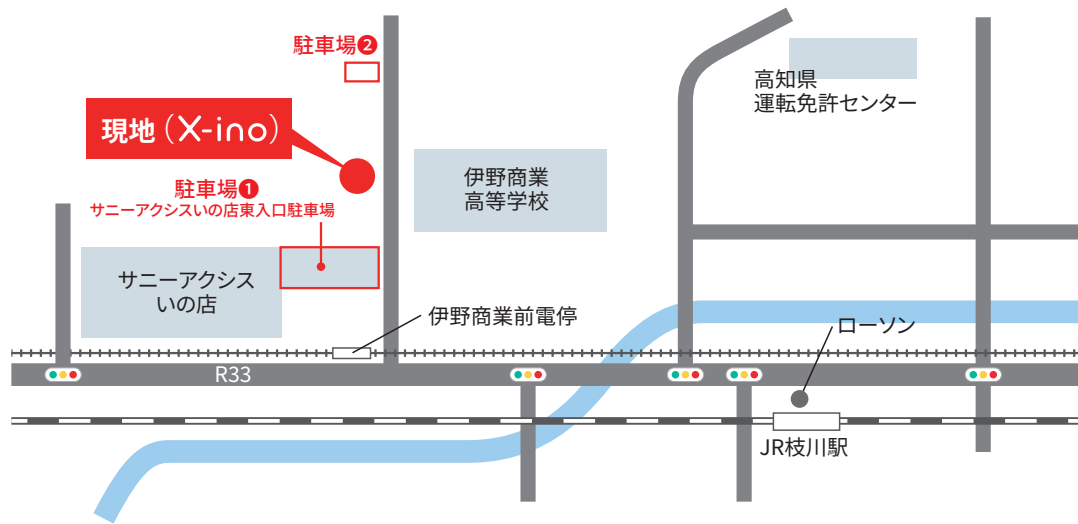 駐車場❷
高知県
運転免許センター
現地（X-ino）
伊野商業
高等学校
駐車場❶
サニーアクシスいの店東入口駐車場
サニーアクシス
いの店
伊野商業前電停
ローソン
R33
JR枝川駅